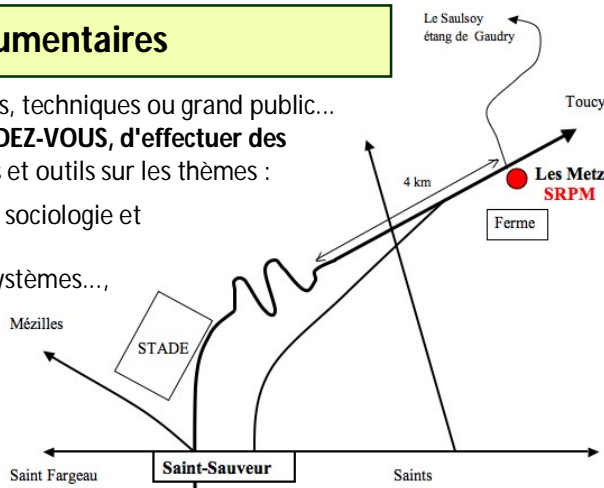 umentaires
s, techniques ou grand public...
DEZ-VOUS, d'effectuer des
s et outils sur les thèmes :
sociologie et
ystèmes...,
Le Saulsoy
étang de Gaudry
Toucy
4 km
Les Metz
SRPM
Ferme
Mézilles
STADE
Saint Fargeau
Saint-Sauveur
Saints